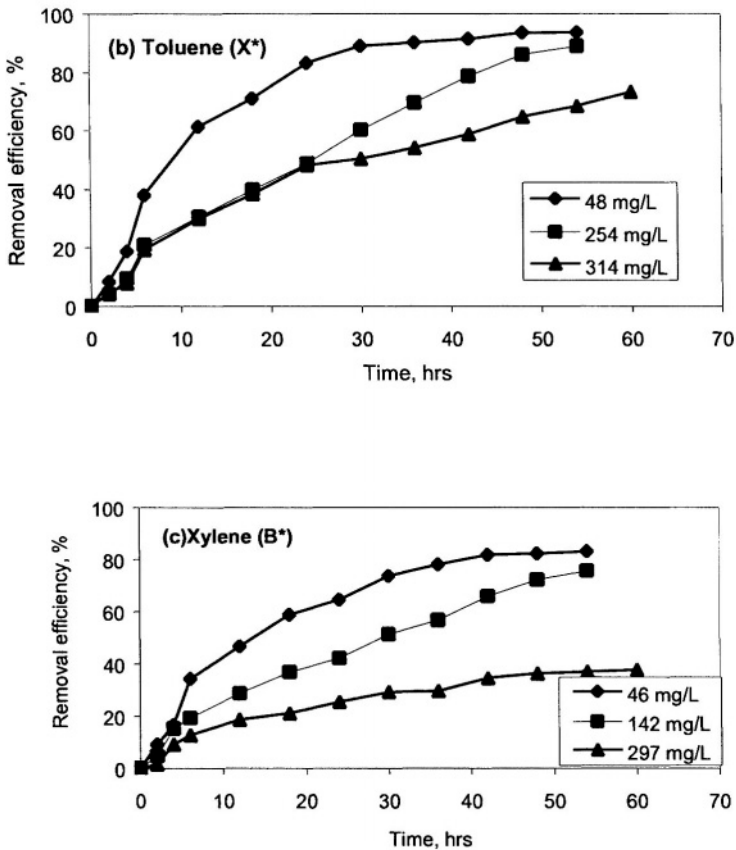 (b) Toluene (X*)
Removal efficiency, %
100
80
60
40
20
0
48 mg/L
254 mg/L
314 mg/L
0 10 20 30 40 50 60 70
Time, hrs
(c)Xylene (B*)
Removal efficiency, %
100
80
60
40
20
0
46 mg/L
142 mg/L
297 mg/L
0 10 20 30 40 50 60 70
Time, hrs